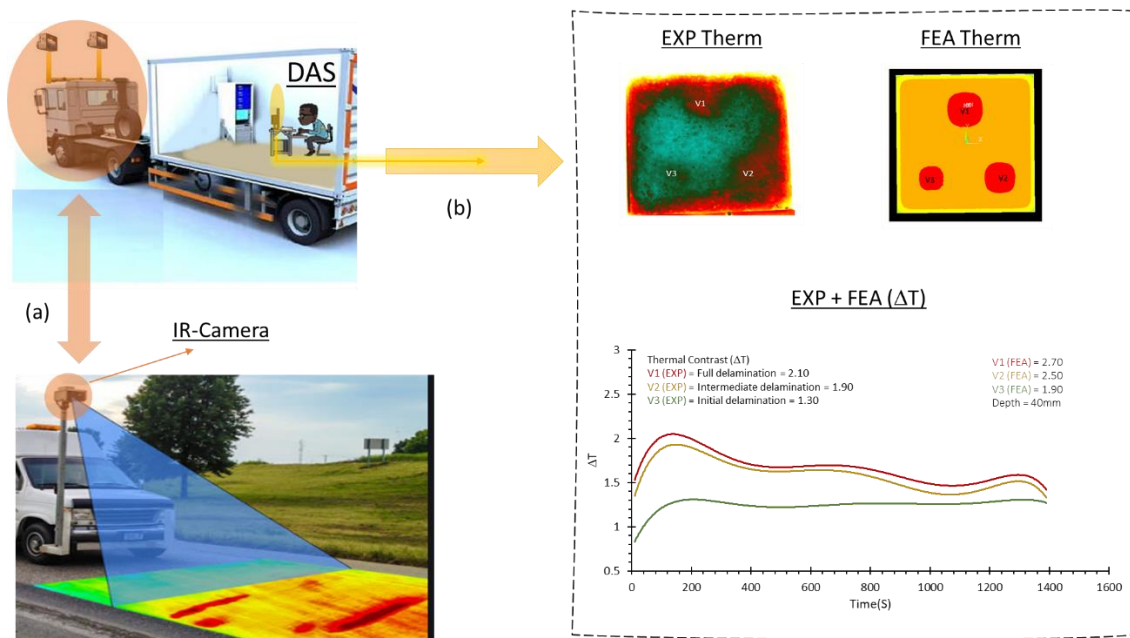 DAS
(b)
(a)
IR-Camera
EXP Therm
FEA Therm
V1
V3
V2
V1
V3
V2
EXP + FEA (ΔT)
Thermal Contrast (ΔT)
V1 (EXP) = Full delamination = 2.10
V2 (EXP) = Intermediate delamination = 1.90
V3 (EXP) = Initial delamination = 1.30
V1 (FEA) = 2.70
V2 (FEA) = 2.50
V3 (FEA) = 1.90
Depth = 40mm
3
2.5
2
1.5
1
0.5
ΔT
0
200
400
600
800
1000
1200
1400
1600
Time(S)